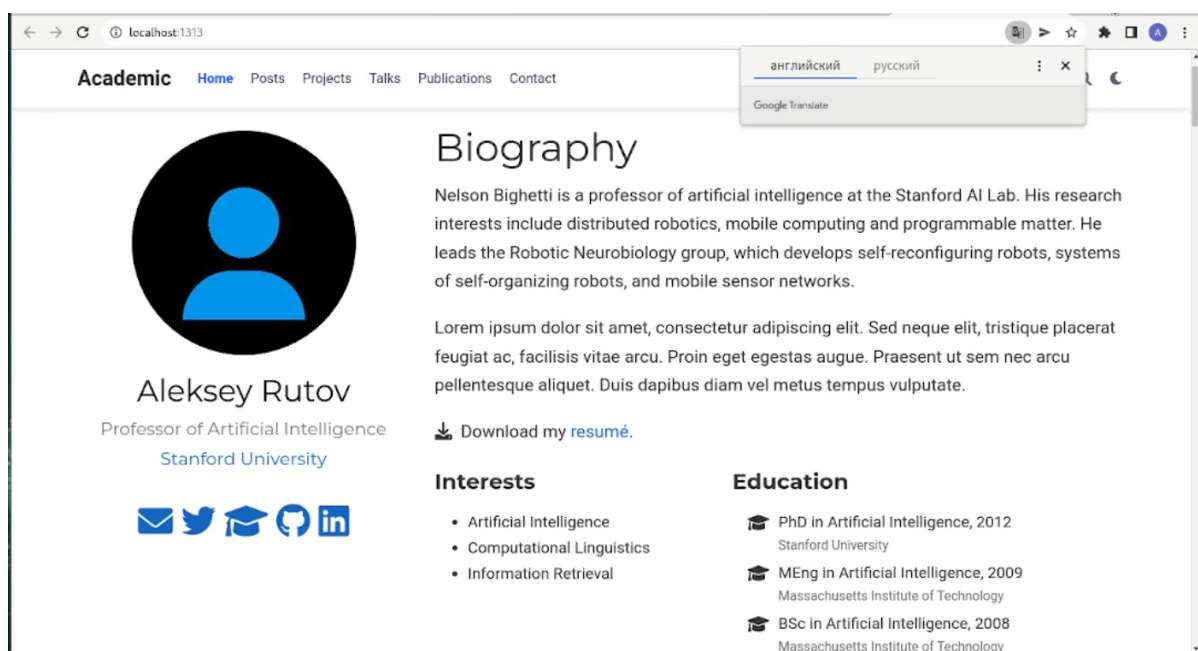 localhost:1313
A
английский русский
Google Translate
Academic Home Posts Projects Talks Publications Contact
Aleksey Rutov
Professor of Artificial Intelligence
Stanford University
in
Biography
Nelson Bighetti is a professor of artificial intelligence at the Stanford AI Lab. His research
interests include distributed robotics, mobile computing and programmable matter. He
leads the Robotic Neurobiology group, which develops self-reconfiguring robots, systems
of self-organizing robots, and mobile sensor networks.
Lorem ipsum dolor sit amet, consectetur adipiscing elit. Sed neque elit, tristique placerat
feugiat ac, facilisis vitae arcu. Proin eget egestas augue. Praesent ut sem nec arcu
pellentesque aliquet. Duis dapibus diam vel metus tempus vulputate.
Download my resumé.
Interests
• Artificial Intelligence
• Computational Linguistics
• Information Retrieval
Education
PhD in Artificial Intelligence, 2012
Stanford University
MEng in Artificial Intelligence, 2009
Massachusetts Institute of Technology
BSc in Artificial Intelligence, 2008
Massachusetts Institute of Technology